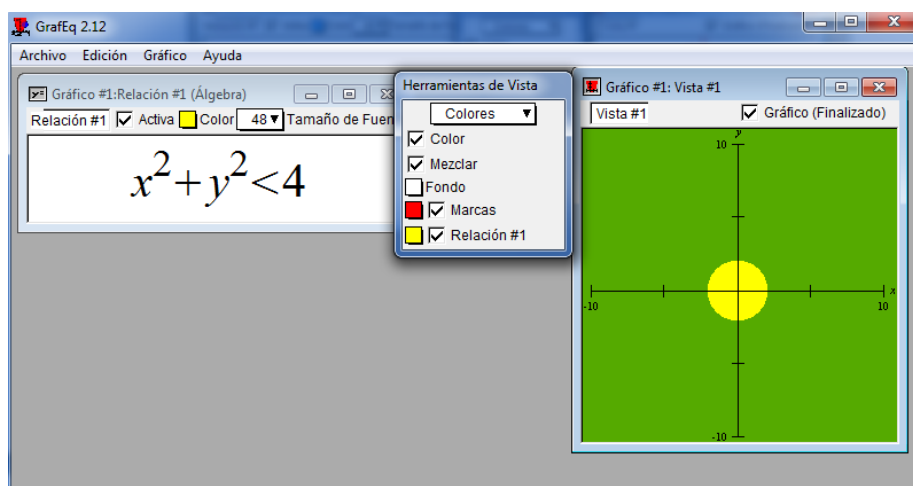 GrafEq 2.12
Archivo Edición Gráfico Ayuda
Gráfico #1:Relación #1 (Álgebra)
Relación #1 Activa Color 48 Tamaño de Fuen
x²+y²<4
Herramientas de Vista
Colores
Color
Mezclar
Fondo
Marcas
Relación #1
Gráfico #1: Vista #1
Vista #1 Gráfico (Finalizado)
y
10
-10 10 x
-10